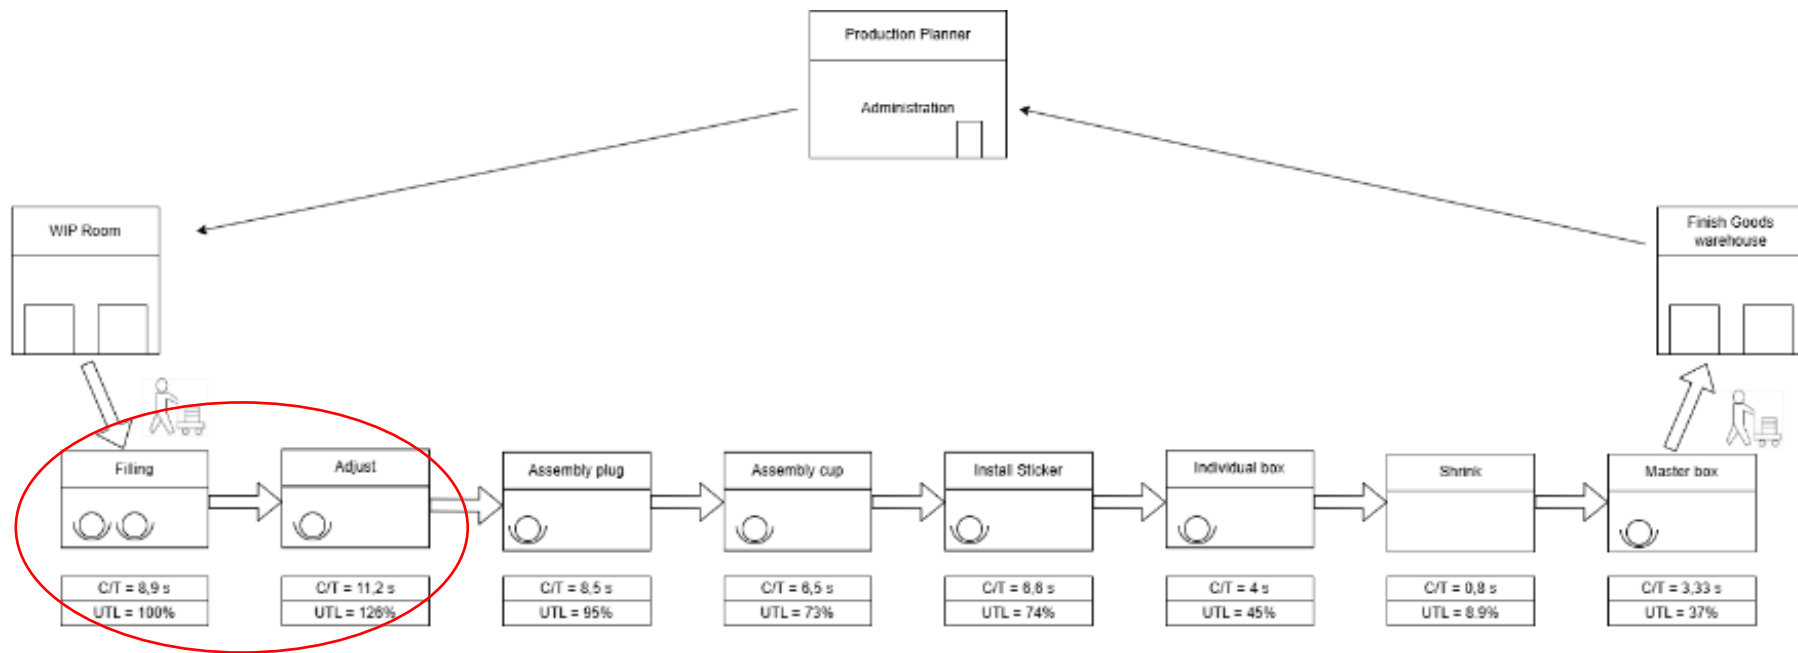 Production Planner
Administration
WIP Room
Finish Goods
warehouse
Filling
Adjust
Assembly plug
Assembly cup
Install Sticker
Individual box
Shrink
Master box
C/T = 8,9 s
UTL = 100%
C/T = 11,2 s
UTL = 126%
C/T = 8,5 s
UTL = 95%
C/T = 6,5 s
UTL = 73%
C/T = 6,6 s
UTL = 74%
C/T = 4 s
UTL = 45%
C/T = 0,8 s
UTL = 8.9%
C/T = 3,33 s
UTL = 37%